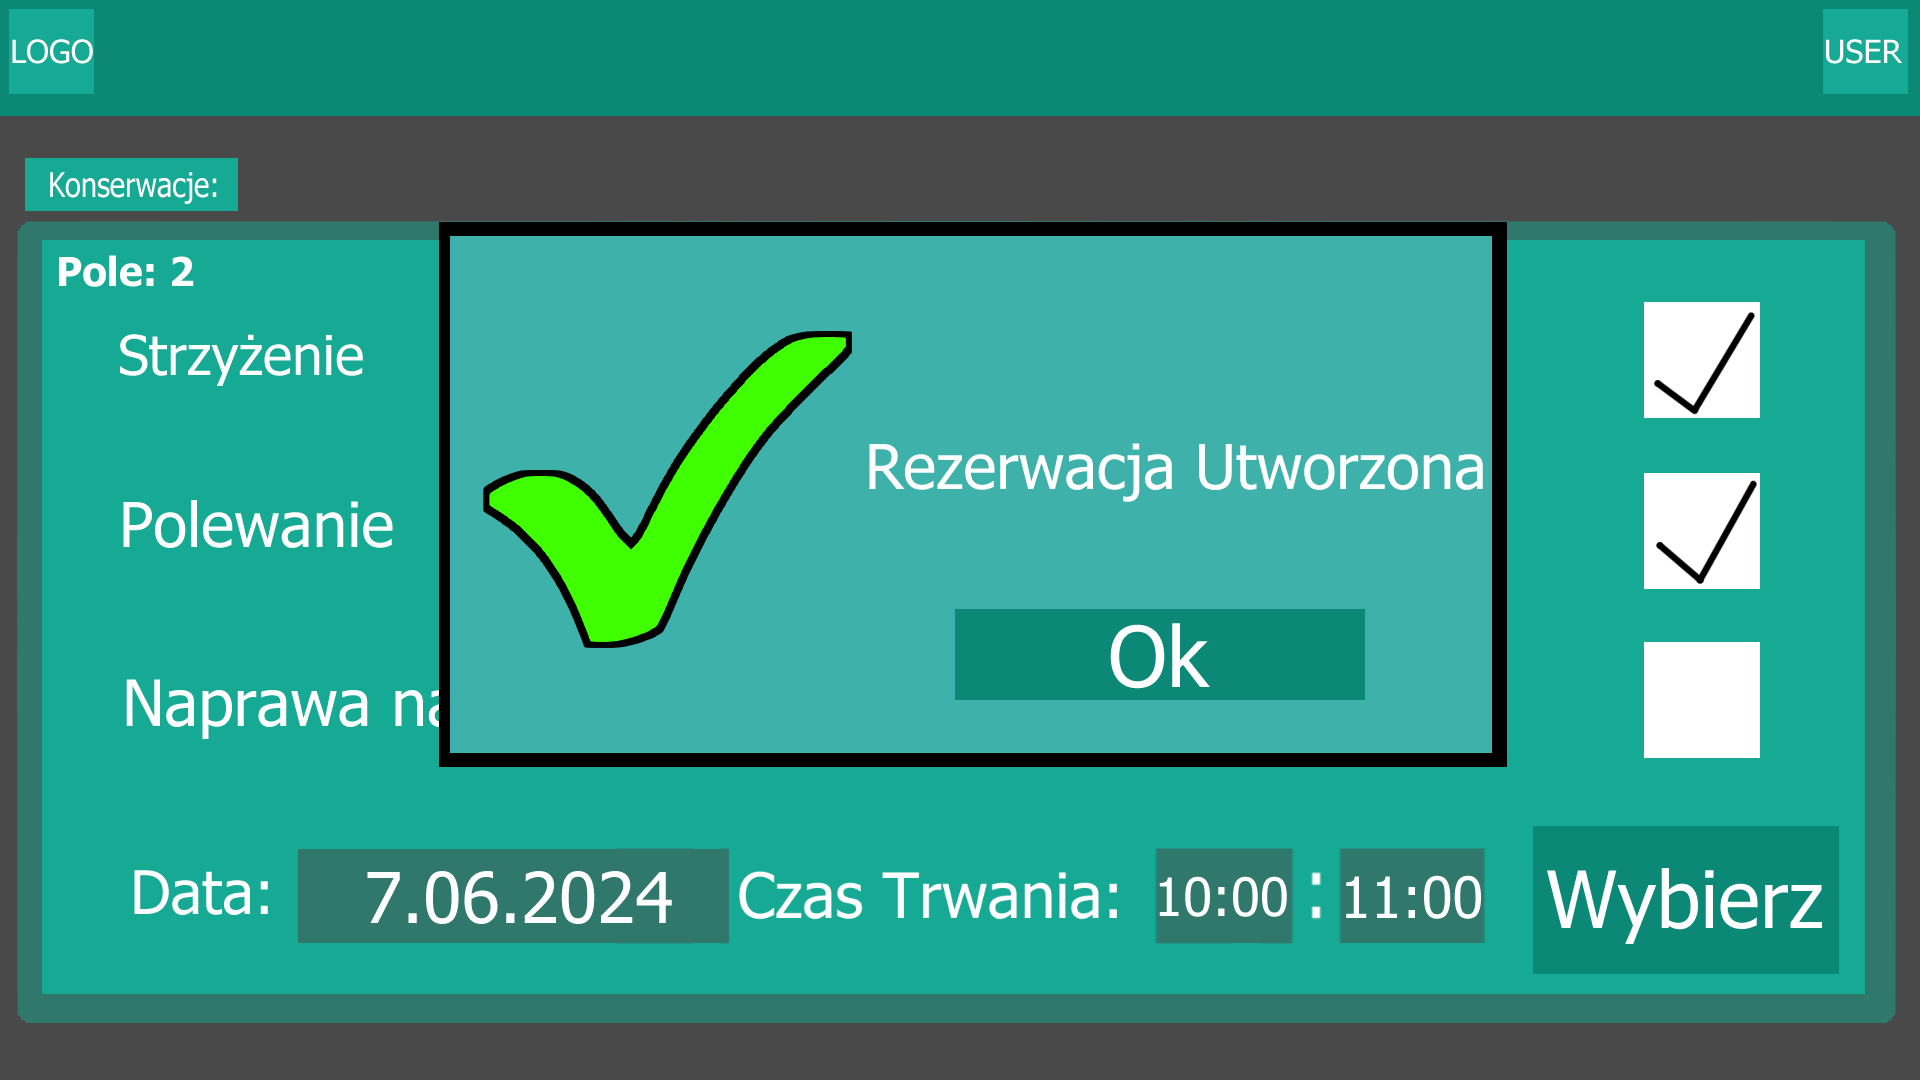 LOGO
USER
Konserwacje:
Pole: 2
Strzyżenie
Rezerwacja Utworzona
Polewanie
Ok
Naprawa
Data: 7.06.2024 Czas Trwania: 10:00 : 11:00 Wybierz